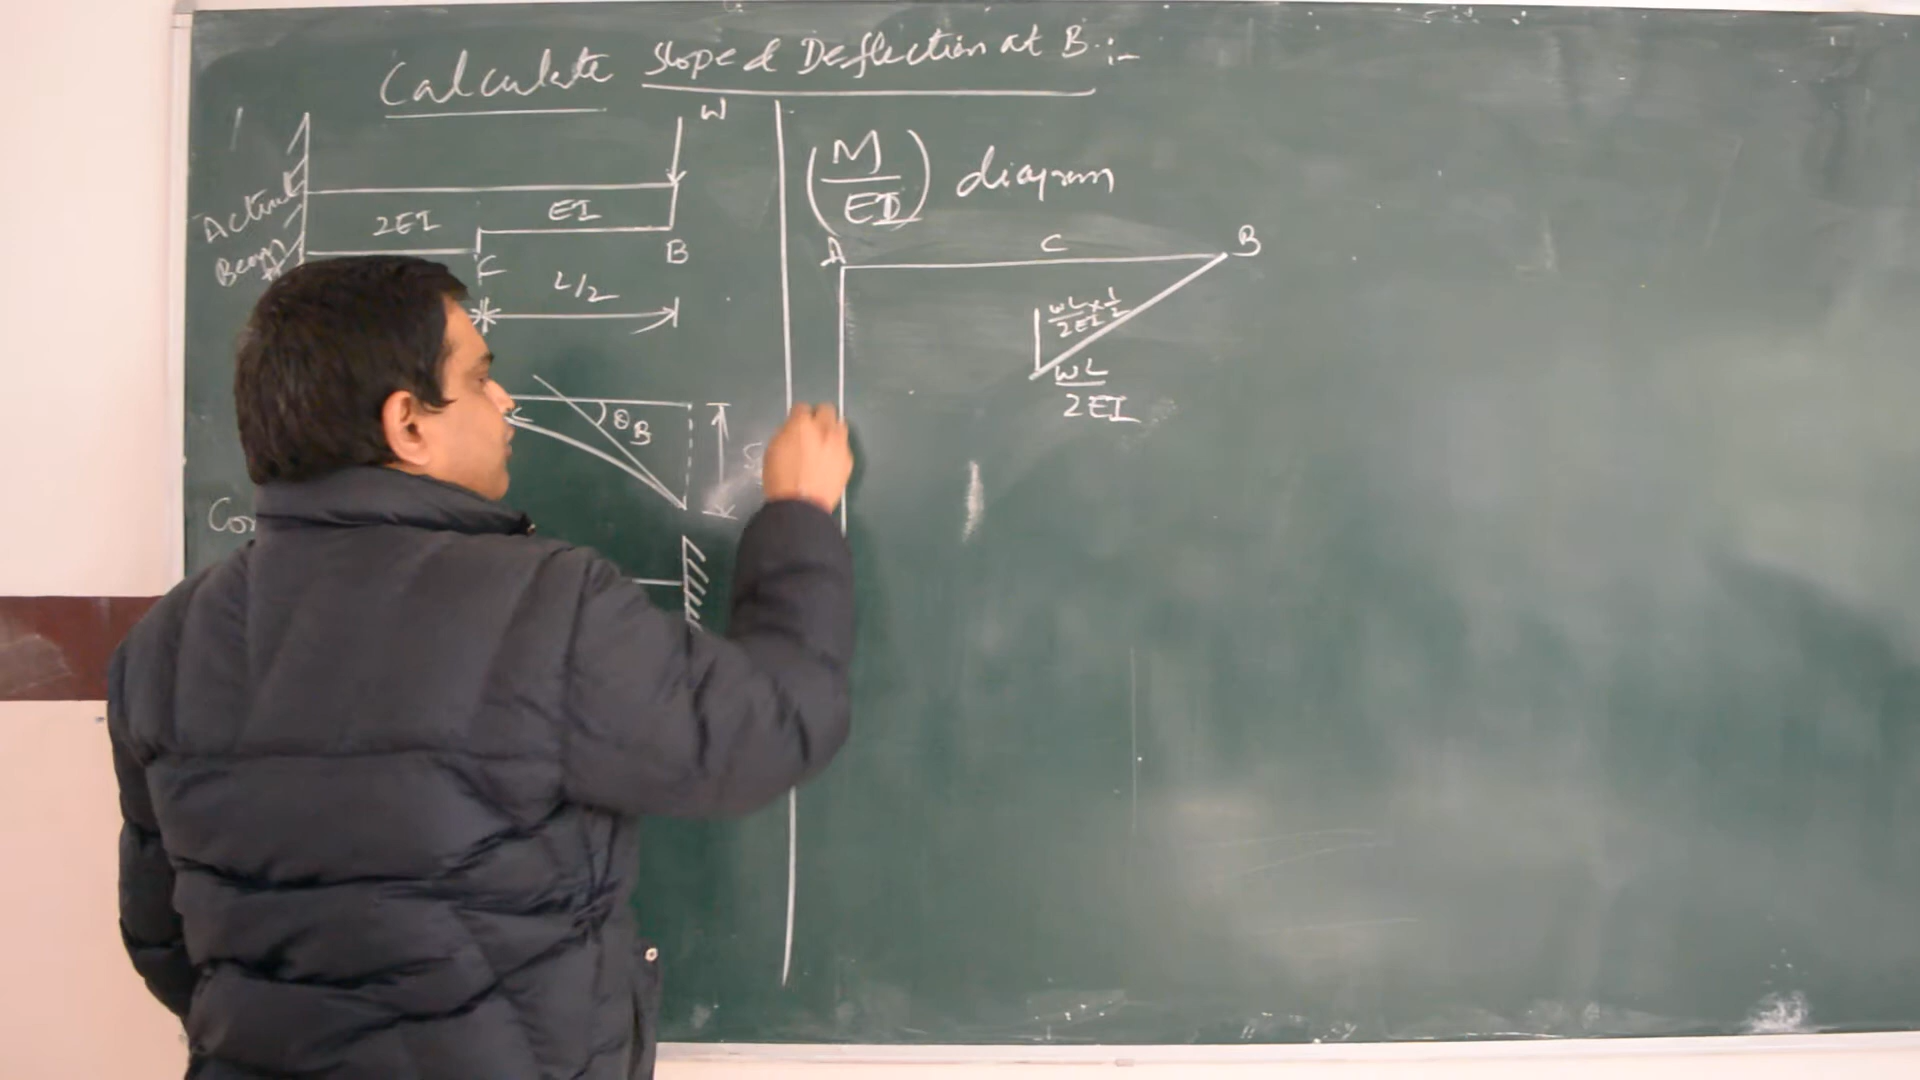 Calculate Slope & Deflection at B :-
W
Actual
Beam
2EI
EI
C
B
L/2
C
θB
(M/EI) diagram
A
C
B
WL/2EI × 1/2
WL/2EI